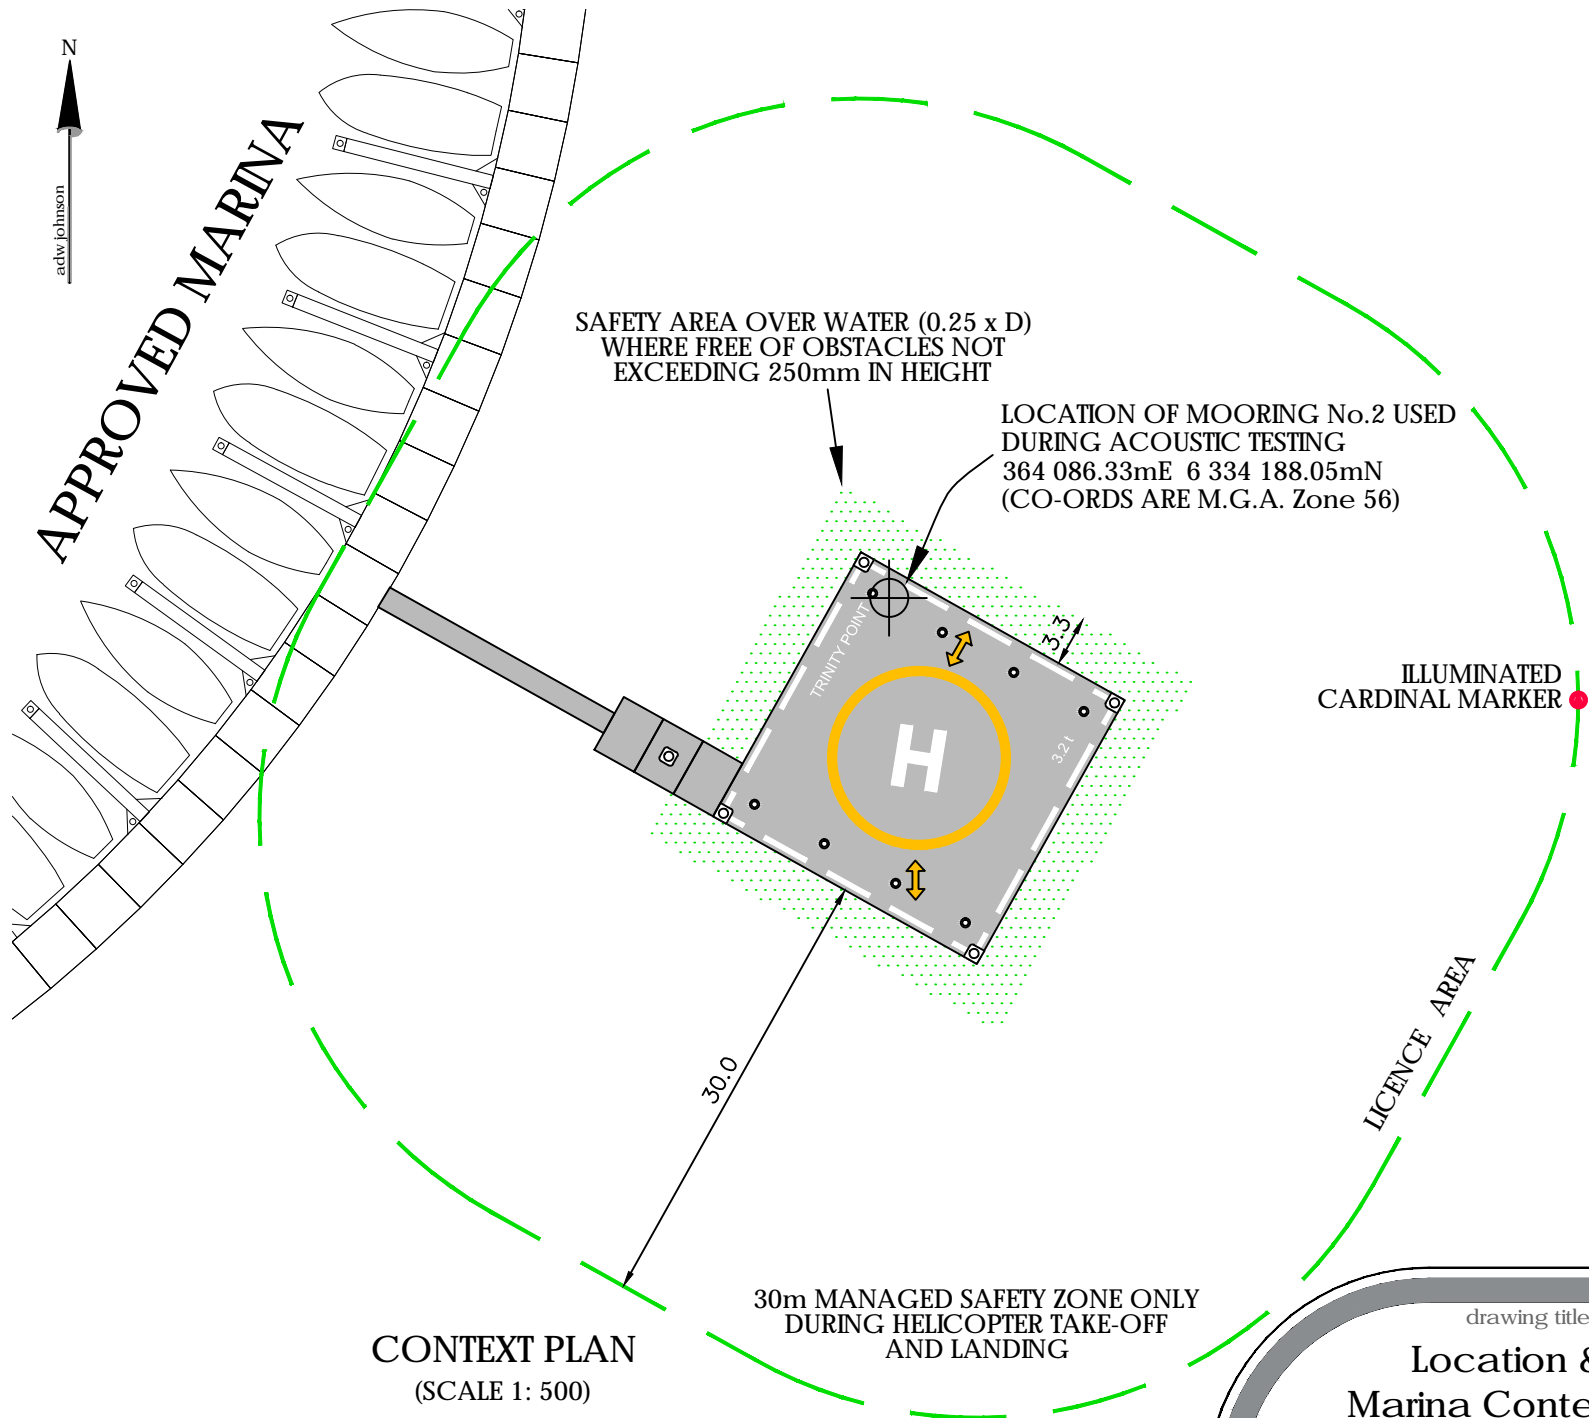 N
adw johnson
APPROVED MARINA
SAFETY AREA OVER WATER (0.25 x D)
WHERE FREE OF OBSTACLES NOT
EXCEEDING 250mm IN HEIGHT
LOCATION OF MOORING No.2 USED
DURING ACOUSTIC TESTING
364 086.33mE 6 334 188.05mN
(CO-ORDS ARE M.G.A. Zone 56)
3.3
TRINITY POINT
3.2 t
H
ILLUMINATED
CARDINAL MARKER
LICENCE AREA
30.0
30m MANAGED SAFETY ZONE ONLY
DURING HELICOPTER TAKE-OFF
AND LANDING
CONTEXT PLAN
(SCALE 1: 500)
drawing title
Location &
Marina Conte